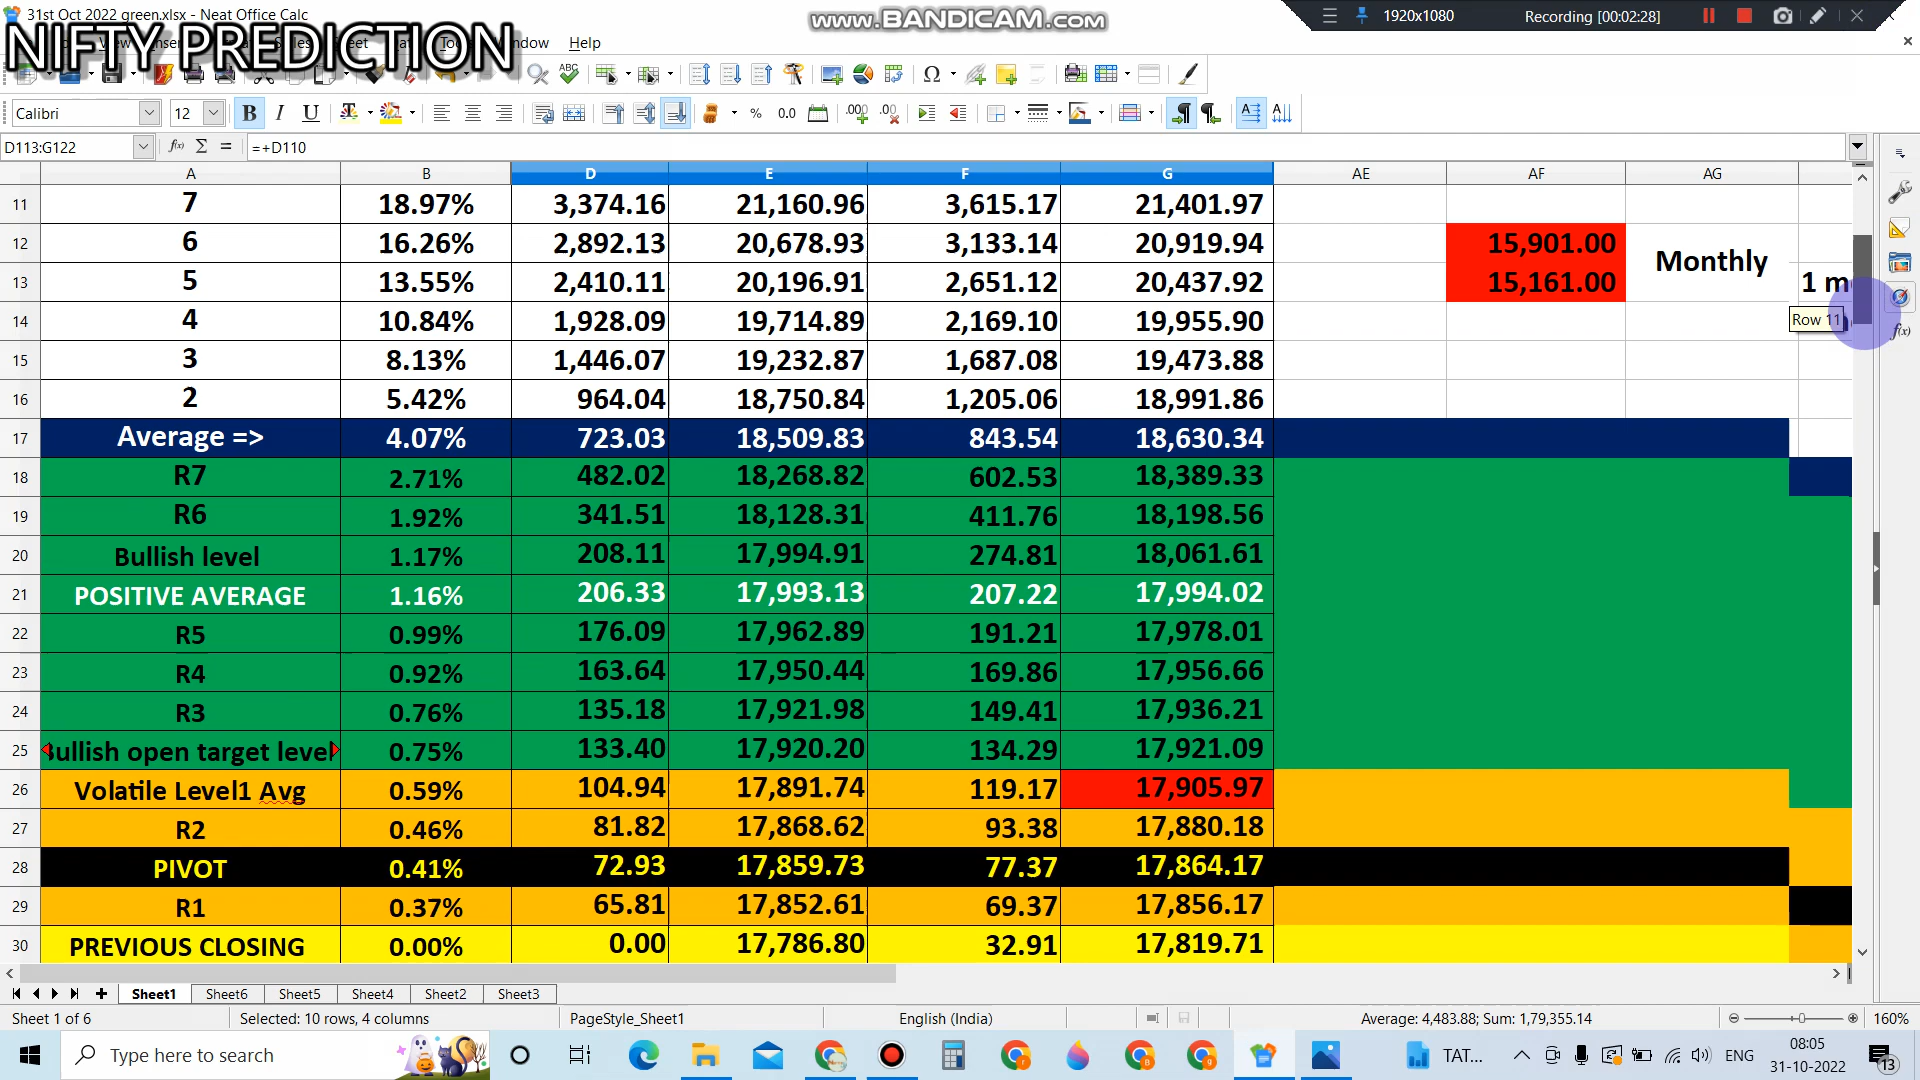 31st Oct 2022 green.xlsx - Neat Office Calc
NIFTY PREDICTION
Help
www.BANDICAM.com
1920x1080
Recording [00:02:28]
Calibri
12
D113:G122
=+D110
A B D E F G AE AF AG
11 7 18.97% 3,374.16 21,160.96 3,615.17 21,401.97
12 6 16.26% 2,892.13 20,678.93 3,133.14 20,919.94 15,901.00
Monthly
13 5 13.55% 2,410.11 20,196.91 2,651.12 20,437.92 15,161.00
Row 11
14 4 10.84% 1,928.09 19,714.89 2,169.10 19,955.90
15 3 8.13% 1,446.07 19,232.87 1,687.08 19,473.88
16 2 5.42% 964.04 18,750.84 1,205.06 18,991.86
17 Average => 4.07% 723.03 18,509.83 843.54 18,630.34
18 R7 2.71% 482.02 18,268.82 602.53 18,389.33
19 R6 1.92% 341.51 18,128.31 411.76 18,198.56
20 Bullish level 1.17% 208.11 17,994.91 274.81 18,061.61
21 POSITIVE AVERAGE 1.16% 206.33 17,993.13 207.22 17,994.02
22 R5 0.99% 176.09 17,962.89 191.21 17,978.01
23 R4 0.92% 163.64 17,950.44 169.86 17,956.66
24 R3 0.76% 135.18 17,921.98 149.41 17,936.21
25 ullish open target level 0.75% 133.40 17,920.20 134.29 17,921.09
26 Volatile Level1 Avg 0.59% 104.94 17,891.74 119.17 17,905.97
27 R2 0.46% 81.82 17,868.62 93.38 17,880.18
28 PIVOT 0.41% 72.93 17,859.73 77.37 17,864.17
29 R1 0.37% 65.81 17,852.61 69.37 17,856.17
30 PREVIOUS CLOSING 0.00% 0.00 17,786.80 32.91 17,819.71
Sheet1 Sheet6 Sheet5 Sheet4 Sheet2 Sheet3
Sheet 1 of 6 Selected: 10 rows, 4 columns PageStyle_Sheet1 English (India) Average: 4,483.88; Sum: 1,79,355.14 160%
Type here to search
TAT...
ENG
08:05
31-10-2022
13